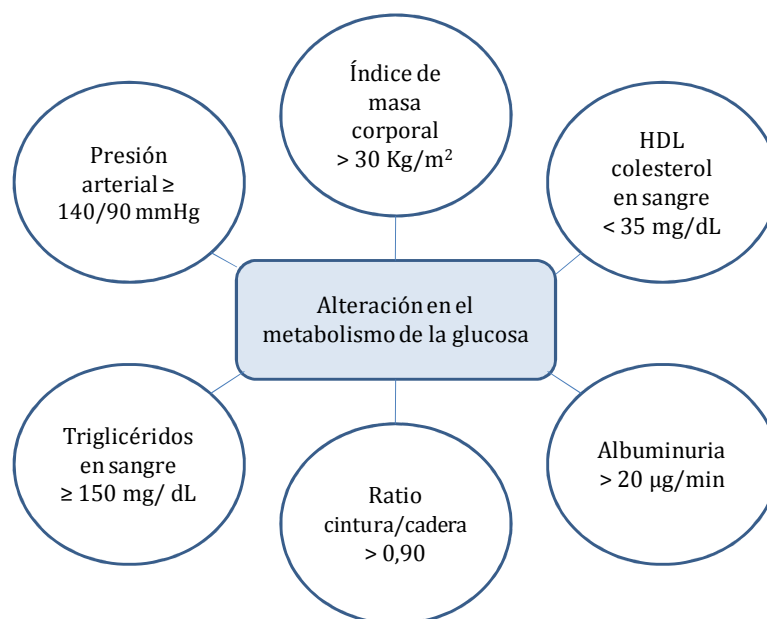 Índice de
masa
corporal
> 30 Kg/m²
Presión
arterial ≥
140/90 mmHg
HDL
colesterol
en sangre
< 35 mg/dL
Alteración en el
metabolismo de la glucosa
Triglicéridos
en sangre
≥ 150 mg/ dL
Ratio
cintura/cadera
> 0,90
Albuminuria
> 20 µg/min